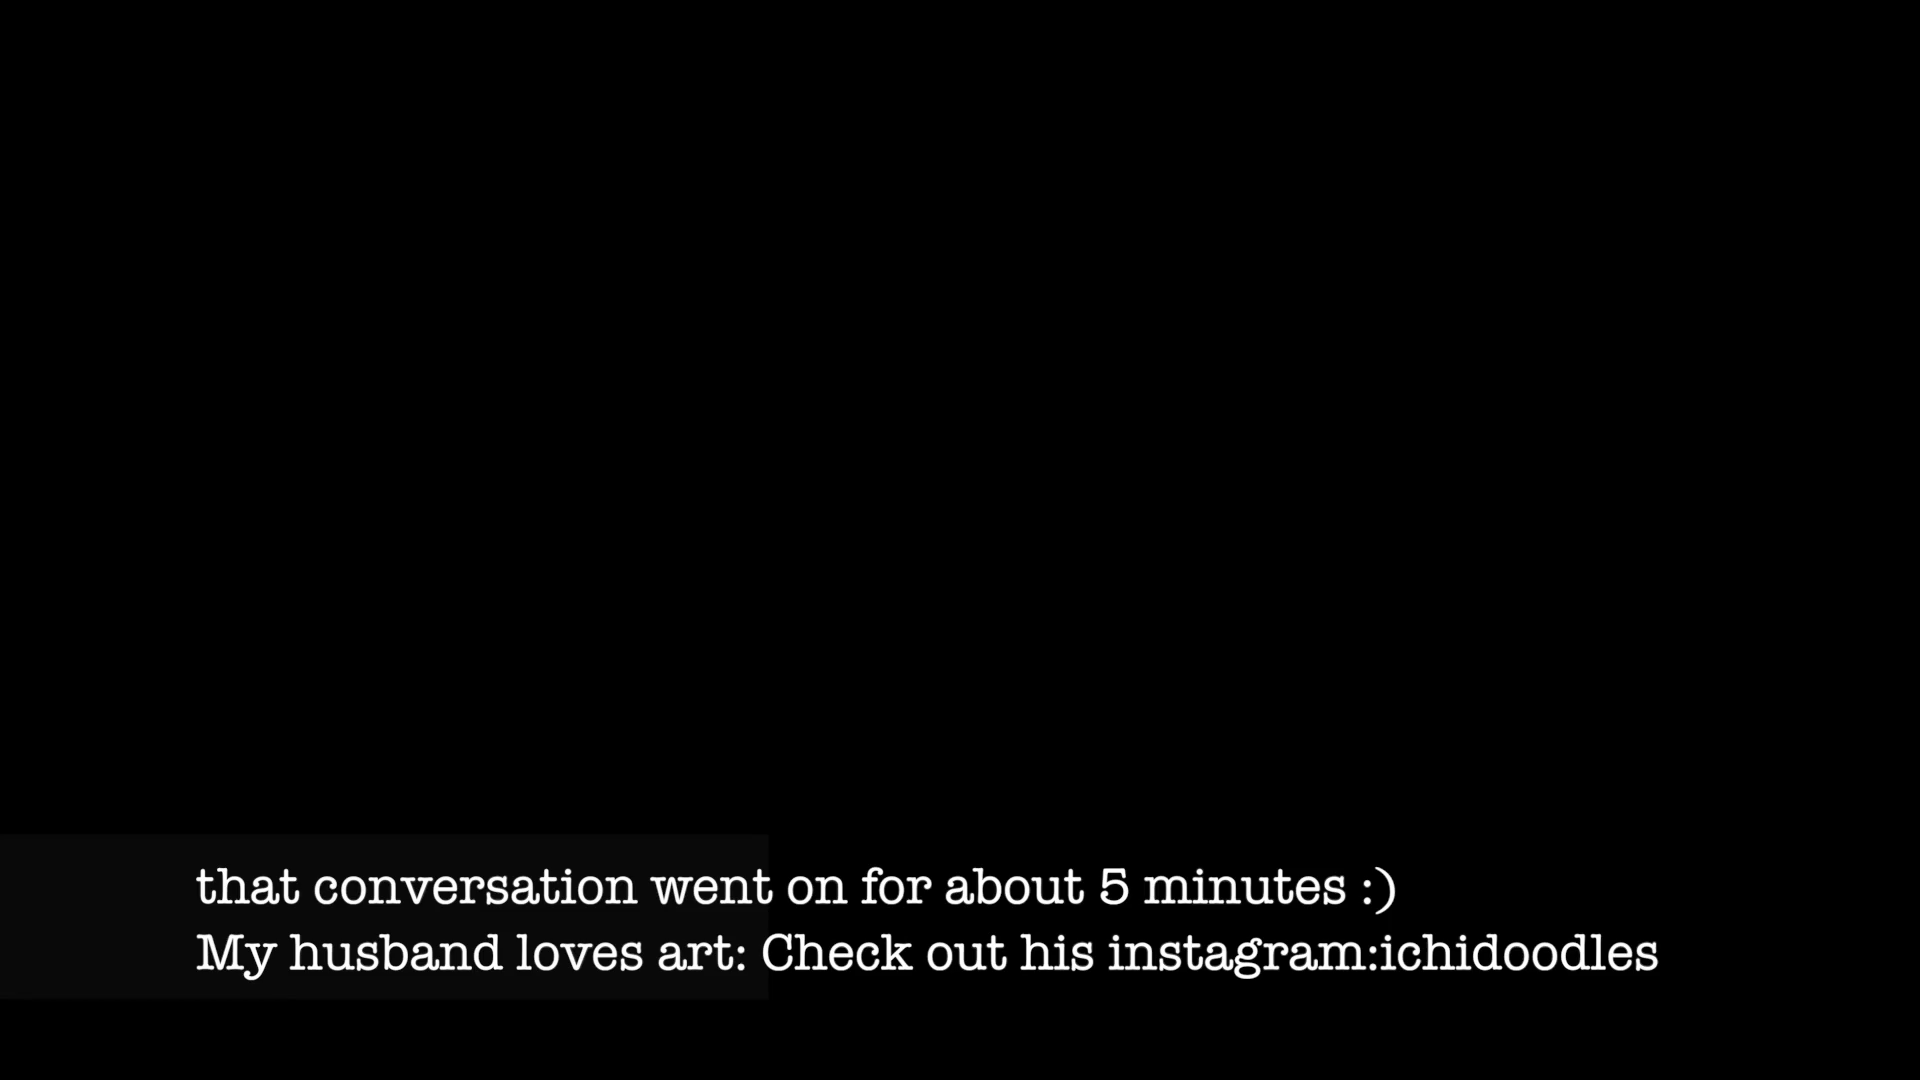 that conversation went on for about 5 minutes :)
My husband loves art: Check out his instagram:ichidoodles